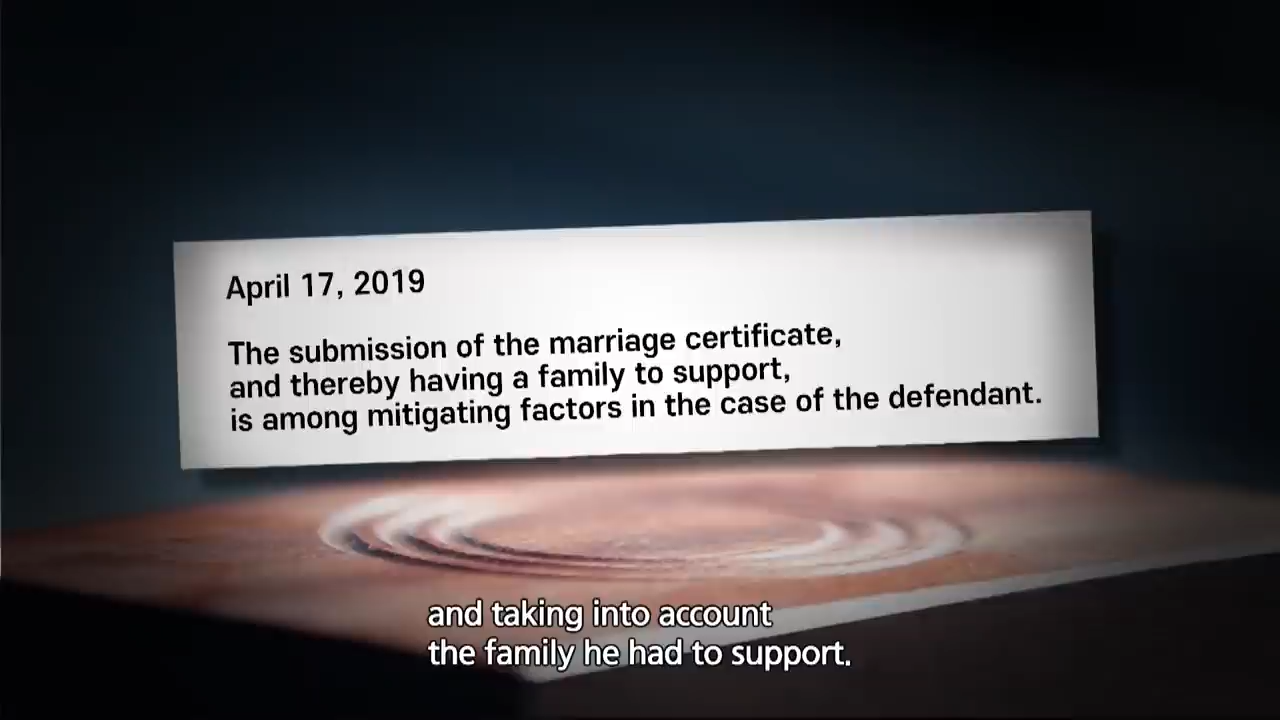 April 17, 2019
The submission of the marriage certificate,
and thereby having a family to support,
is among mitigating factors in the case of the defendant.
and taking into account
the family he had to support.